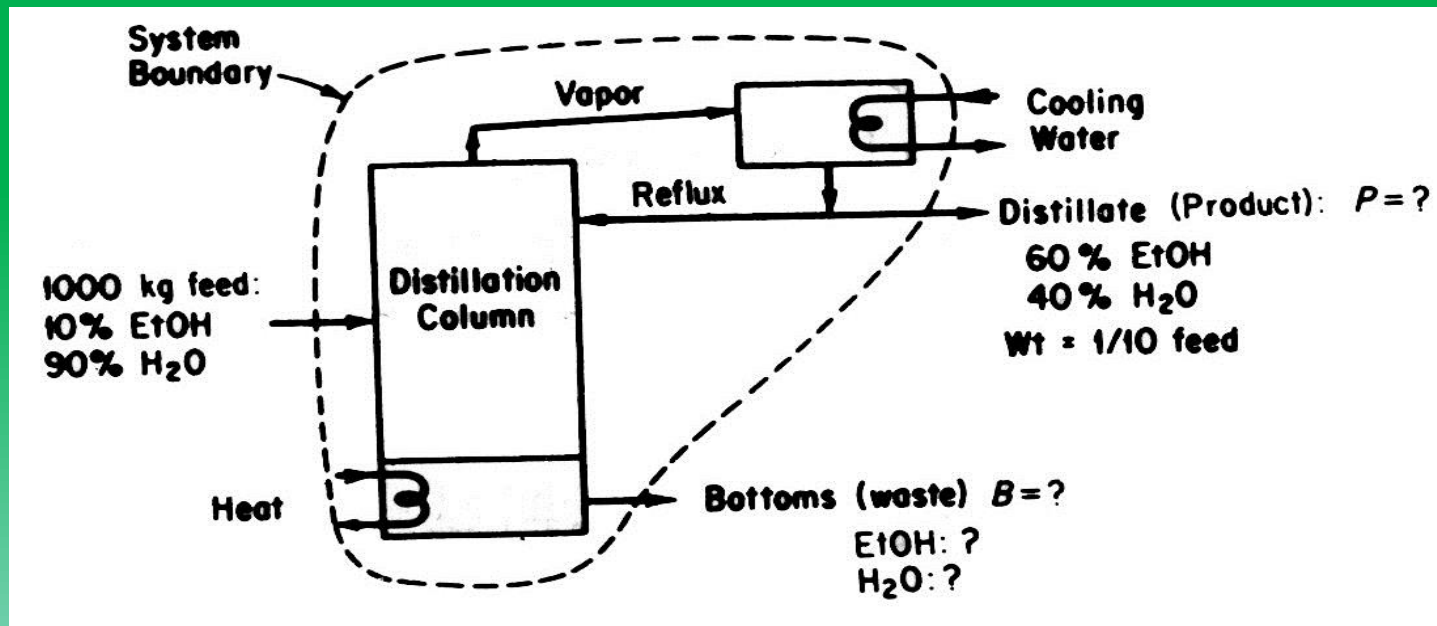 System
Boundary
Vapor
Cooling
Water
Reflux
Distillate (Product): P = ?
60% EtOH
40% H₂O
Wt = 1/10 feed
1000 kg feed:
10% EtOH
90% H₂O
Distillation
Column
Heat
Bottoms (waste) B = ?
EtOH: ?
H₂O: ?